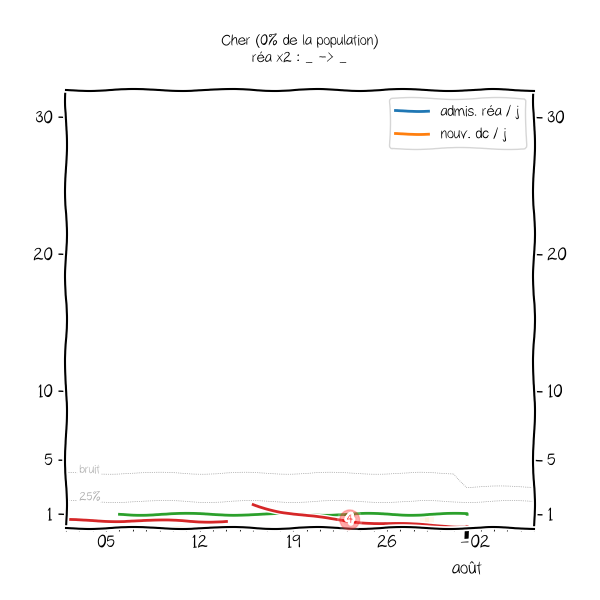 Cher (0% de la population)
réa x2 : _ -> _
admis. réa / j
nouv. dc / j
30
30
20
20
10
10
bruit
5
5
25%
1
4
1
05
12
19
26
02
août